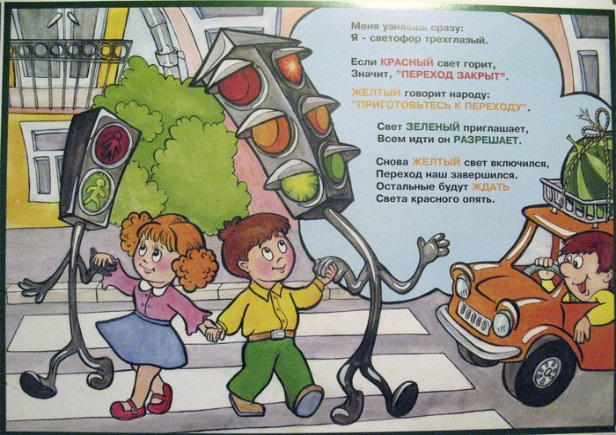 Меня узнаешь сразу:
Я - светофор трехглазый.
Если КРАСНЫЙ свет горит,
Значит, "ПЕРЕХОД ЗАКРЫТ".
ЖЕЛТЫЙ говорит народу:
"ПРИГОТОВЬТЕСЬ К ПЕРЕХОДУ".
Свет ЗЕЛЕНЫЙ приглашает,
Всем идти он РАЗРЕШАЕТ.
Снова ЖЕЛТЫЙ свет включился,
Переход наш завершился.
Остальные будут ЖДАТЬ
Света красного опять.